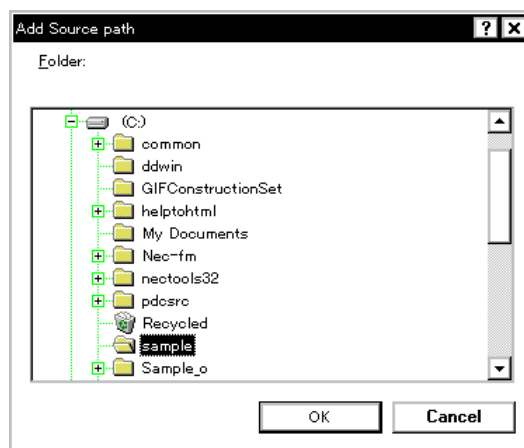 Add Source path
Folder:
(C:)
common
ddwin
GIFConstructionSet
helptohtml
My Documents
Nec-fm
nectools32
pdcsrc
Recycled
sample
Sample_o
OK
Cancel